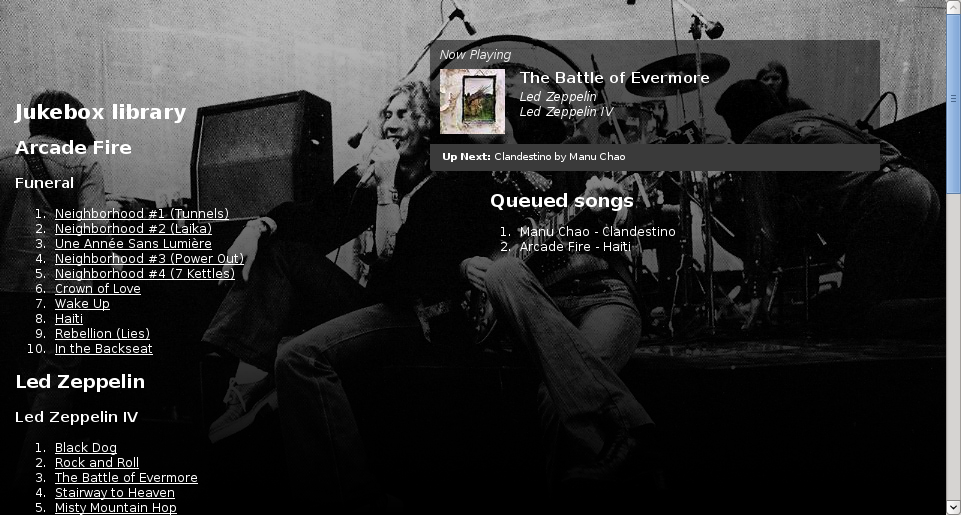 Now Playing
The Battle of Evermore
Led Zeppelin
Led Zeppelin IV
Up Next: Clandestino by Manu Chao
Jukebox library
Arcade Fire
Funeral
1. Neighborhood #1 (Tunnels)
2. Neighborhood #2 (Laïka)
3. Une Année Sans Lumière
4. Neighborhood #3 (Power Out)
5. Neighborhood #4 (7 Kettles)
6. Crown of Love
7. Wake Up
8. Haïti
9. Rebellion (Lies)
10. In the Backseat
Led Zeppelin
Led Zeppelin IV
1. Black Dog
2. Rock and Roll
3. The Battle of Evermore
4. Stairway to Heaven
5. Misty Mountain Hop
Queued songs
1. Manu Chao - Clandestino
2. Arcade Fire - Haïti